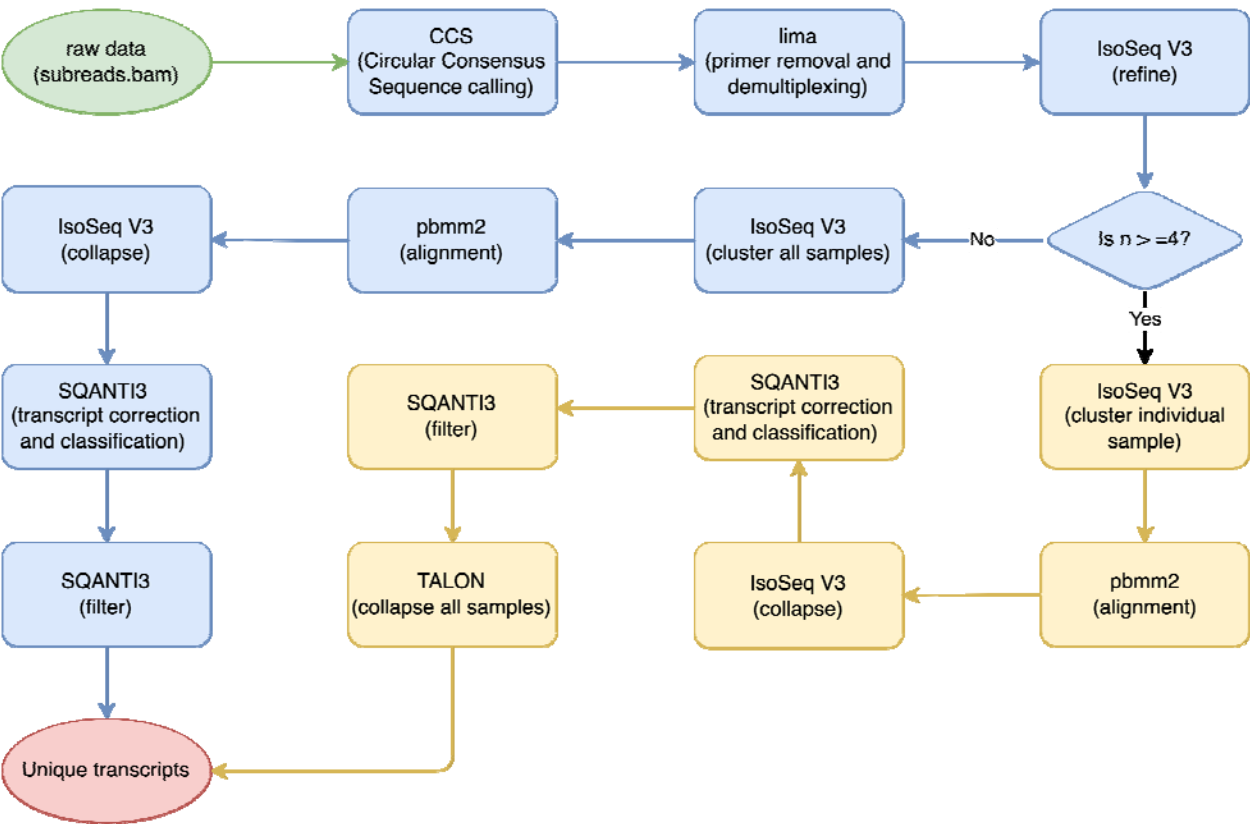 raw data
(subreads.bam)
CCS
(Circular Consensus
Sequence calling)
lima
(primer removal and
demultiplexing)
IsoSeq V3
(refine)
IsoSeq V3
(collapse)
pbmm2
(alignment)
IsoSeq V3
(cluster all samples)
No
Is n > =4?
Yes
SQANTI3
(transcript correction
and classification)
SQANTI3
(filter)
SQANTI3
(transcript correction
and classification)
IsoSeq V3
(cluster individual
sample)
SQANTI3
(filter)
TALON
(collapse all samples)
IsoSeq V3
(collapse)
pbmm2
(alignment)
Unique transcripts